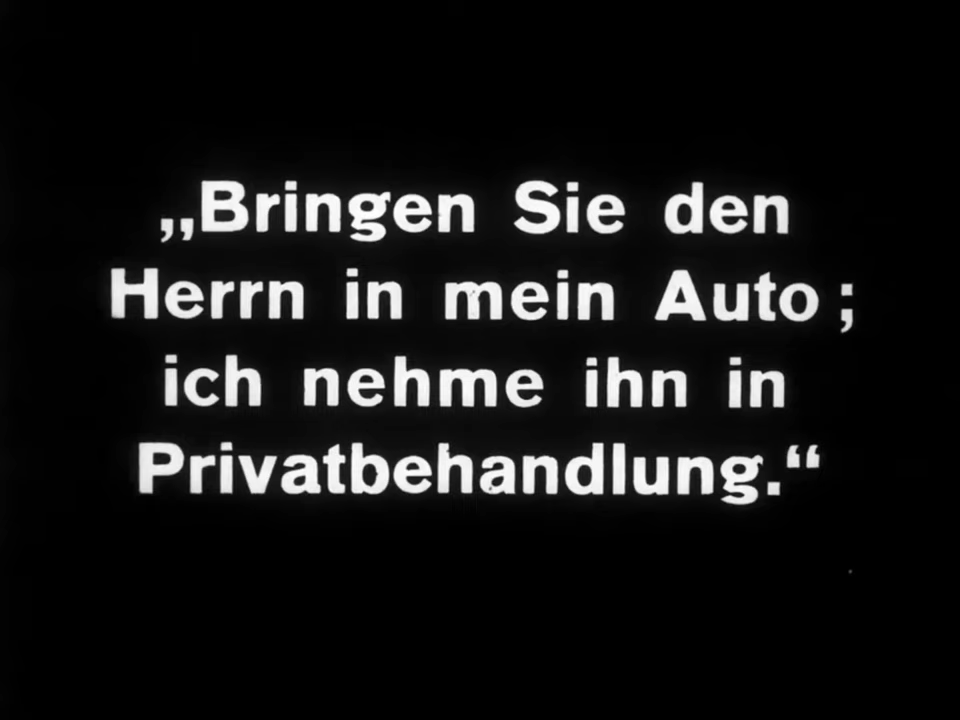 „Bringen Sie den
Herrn in mein Auto ;
ich nehme ihn in
Privatbehandlung.“